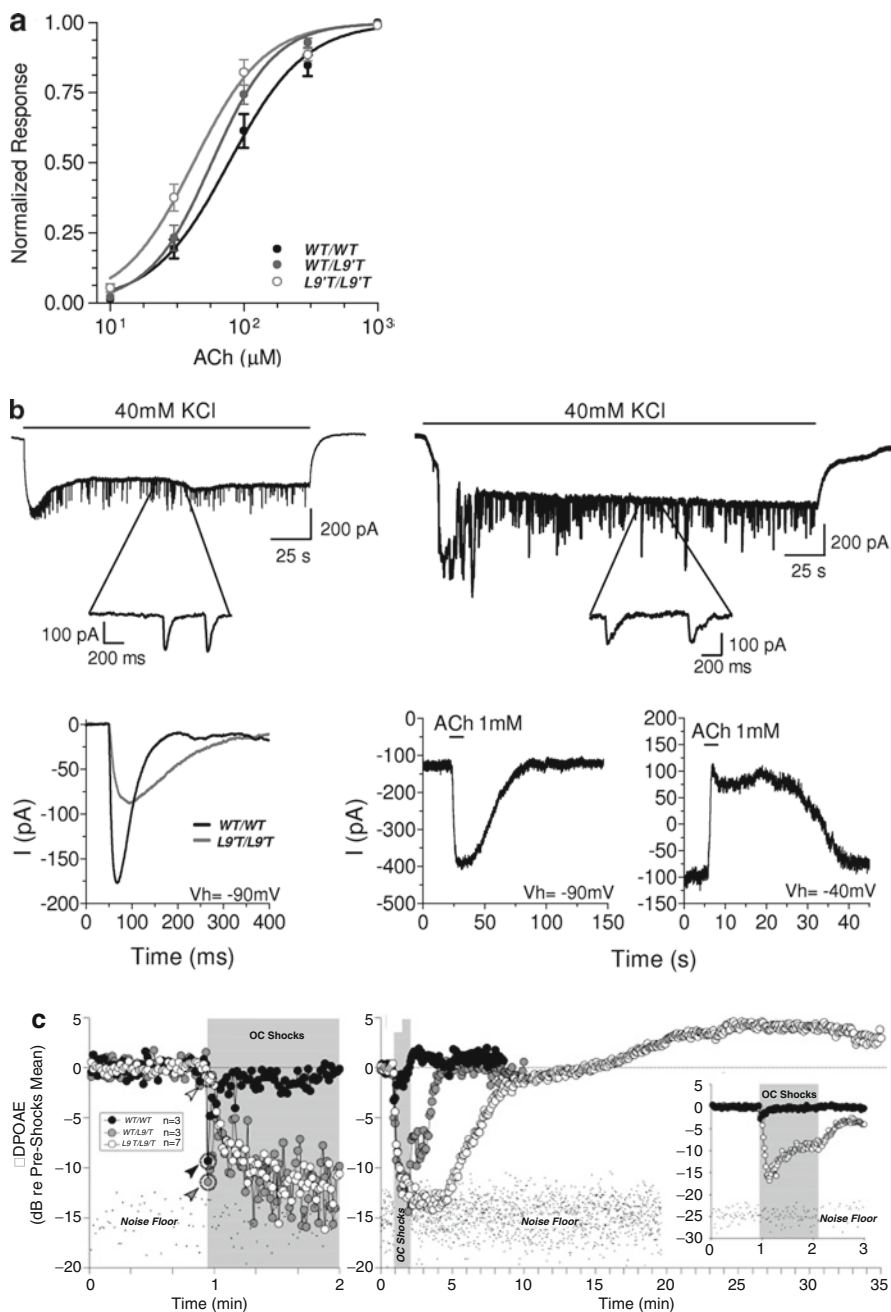 a
1.00
0.75
0.50
0.25
0.00
Normalized Response
WT/WT
WT/L9'T
L9'T/L9'T
10¹ 10² 10³
ACh (µM)
b
40mM KCl
200 pA
25 s
100 pA
200 ms
40mM KCl
200 pA
25 s
100 pA
200 ms
0
-50
-100
-150
-200
I (pA)
WT/WT
L9'T/L9'T
Vh= -90mV
0 100 200 300 400
Time (ms)
0
-100
-200
-300
-400
-500
I (pA)
ACh 1mM
Vh= -90mV
0 50 100 150
200
150
100
50
0
-50
-100
-150
ACh 1mM
Vh= -40mV
0 10 20 30 40
Time (s)
c
5
0
−5
−10
−15
−20
□DPOAE
(dB re Pre-Shocks Mean)
OC Shocks
WT/WT n=3
WT/L9/T n=3
L9 T/L9/T n=7
Noise Floor
0 1 2
Time (min)
5
0
−5
−10
−15
−20
OC Shocks
Noise Floor
0 5 10 15 20 25 30 35
Time (min)
OC Shocks
5
0
−5
−10
−15
−20
−25
−30
Noise Floor
0 1 2 3